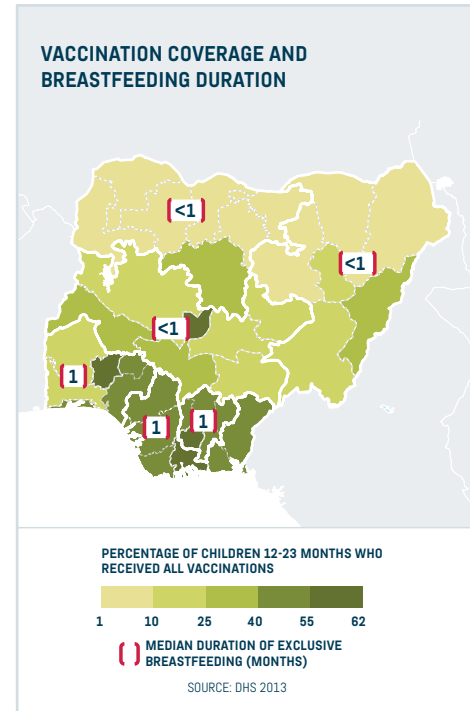 VACCINATION COVERAGE AND
BREASTFEEDING DURATION
<1
<1
<1
1
1
1
PERCENTAGE OF CHILDREN 12-23 MONTHS WHO
RECEIVED ALL VACCINATIONS
1 10 25 40 55 62
MEDIAN DURATION OF EXCLUSIVE
BREASTFEEDING (MONTHS)
SOURCE: DHS 2013